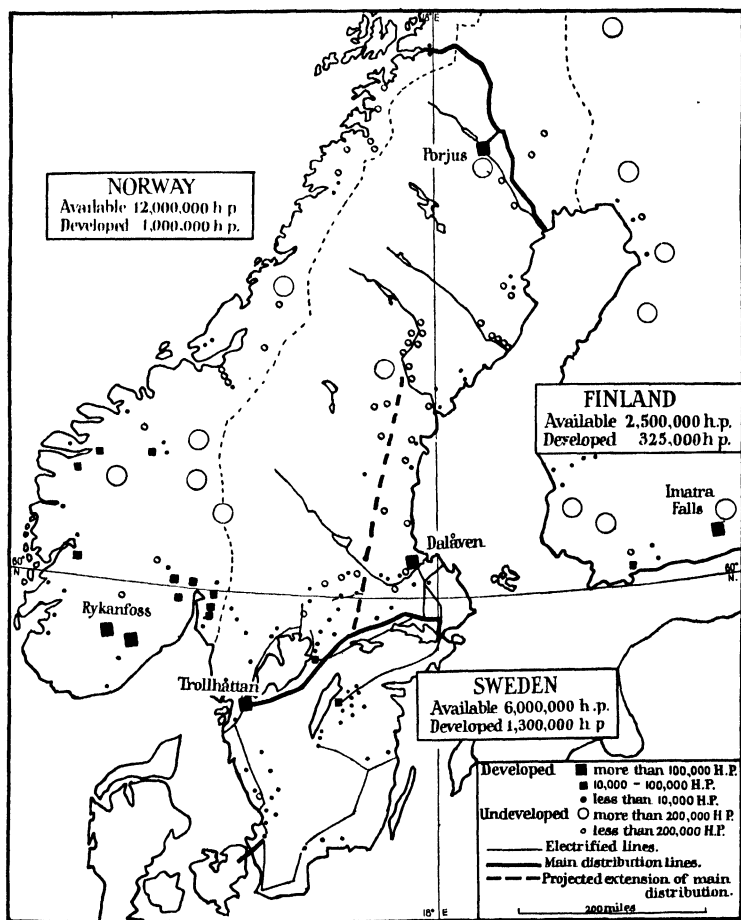 18° E
Porjus
NORWAY
Available 12,000,000 h p
Developed 1,000,000 h p.
FINLAND
Available 2,500,000 h.p.
Developed 325,000 h p.
Imatra
Falls
Dalåven
60°
N
60°
N.
Rykanfoss
Trollhåttan
SWEDEN
Available 6,000,000 h.p.
Developed 1,300,000 h p
Developed more than 100,000 H.P.
10,000 - 100,000 H.P.
less than 10,000 H.P.
Undeveloped more than 200,000 H P.
less than 200,000 H.P.
Electrified lines.
Main distribution lines.
Projected extension of main
distribution.
200 miles
18° E